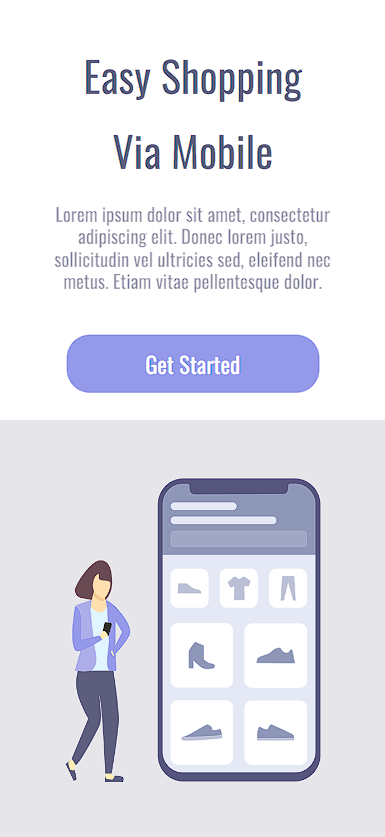 Easy Shopping
Via Mobile
Lorem ipsum dolor sit amet, consectetur
adipiscing elit. Donec lorem justo,
sollicitudin vel ultricies sed, eleifend nec
metus. Etiam vitae pellentesque dolor.
Get Started